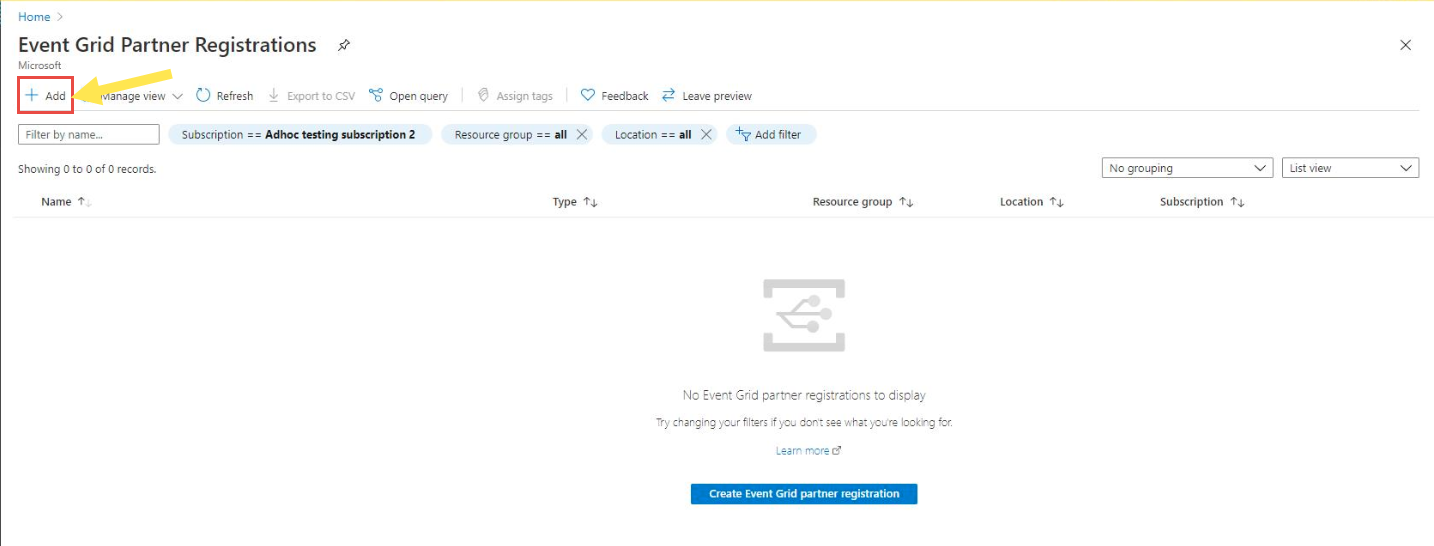 Home
Event Grid Partner Registrations
Microsoft
Add Manage view Refresh Export to CSV Open query Assign tags Feedback Leave preview
Filter by name... Subscription == Adhoc testing subscription 2 Resource group == all Location == all Add filter
Showing 0 to 0 of 0 records. No grouping List view
Name Type Resource group Location Subscription
No Event Grid partner registrations to display
Try changing your filters if you don't see what you're looking for.
Learn more
Create Event Grid partner registration